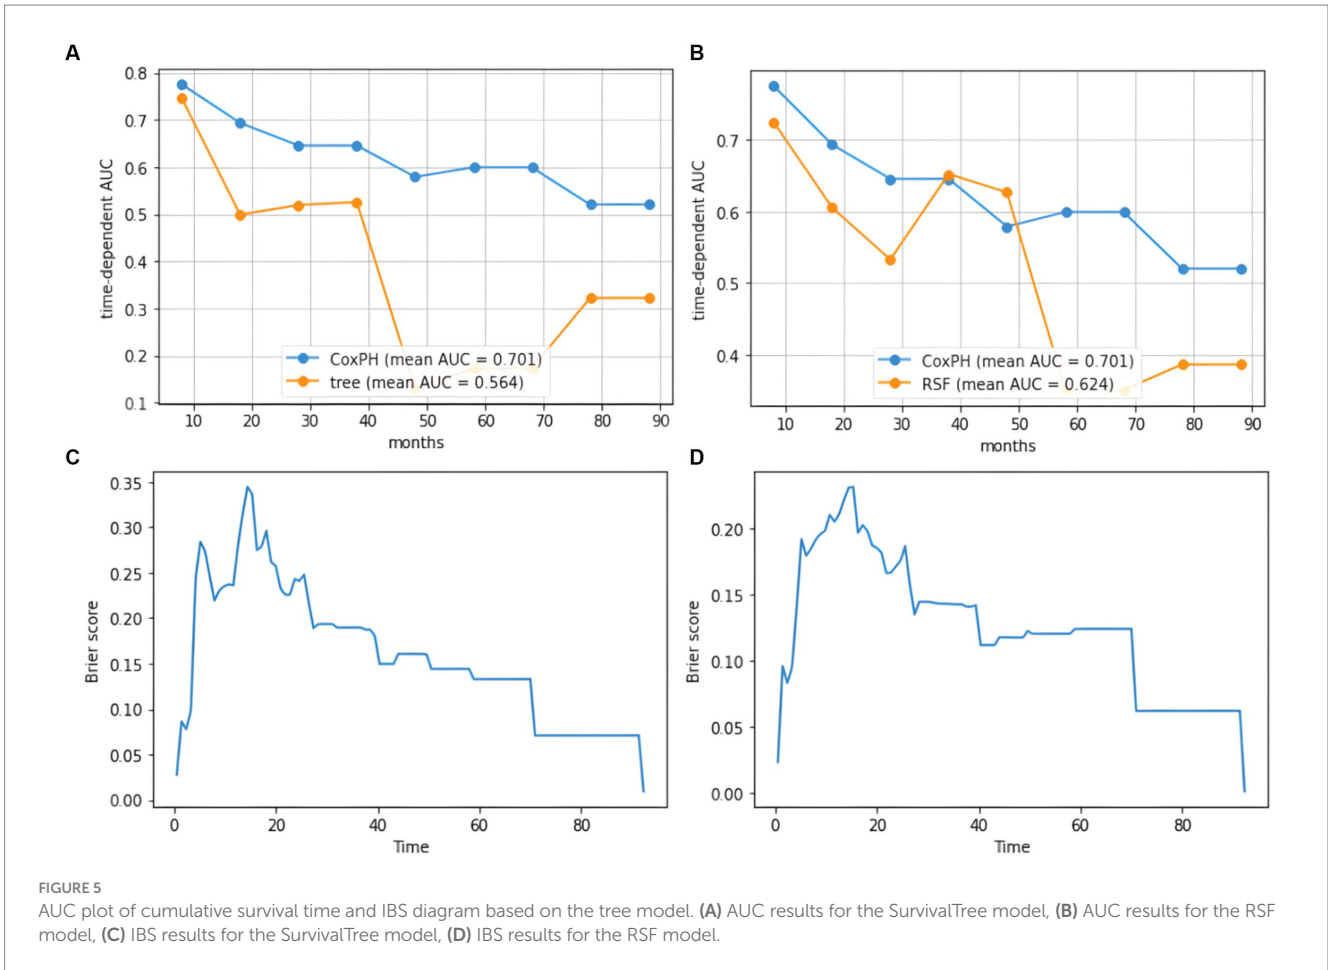 A
0.8
0.7
0.6
0.5
0.4
0.3
0.2
0.1
time-dependent AUC
CoxPH (mean AUC = 0.701)
tree (mean AUC = 0.564)
10 20 30 40 50 60 70 80 90
months
B
0.7
0.6
0.5
0.4
time-dependent AUC
CoxPH (mean AUC = 0.701)
RSF (mean AUC = 0.624)
10 20 30 40 50 60 70 80 90
months
C
0.35
0.30
0.25
0.20
0.15
0.10
0.05
0.00
Brier score
0 20 40 60 80
Time
D
0.20
0.15
0.10
0.05
0.00
Brier score
0 20 40 60 80
Time
FIGURE 5
AUC plot of cumulative survival time and IBS diagram based on the tree model. (A) AUC results for the SurvivalTree model, (B) AUC results for the RSF
model, (C) IBS results for the SurvivalTree model, (D) IBS results for the RSF model.